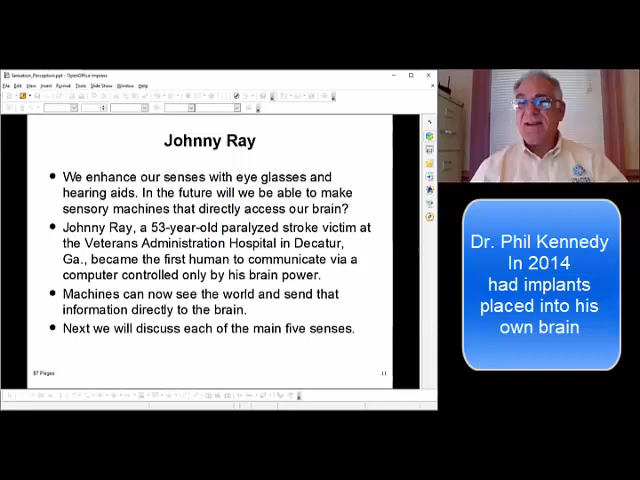 Sensation_Perception.ppt - OpenOffice Impress
File Edit View Insert Format Tools Slide Show Window Help
Johnny Ray
• We enhance our senses with eye glasses and
hearing aids. In the future will we be able to make
sensory machines that directly access our brain?
• Johnny Ray, a 53-year-old paralyzed stroke victim at
the Veterans Administration Hospital in Decatur,
Ga., became the first human to communicate via a
computer controlled only by his brain power.
• Machines can now see the world and send that
information directly to the brain.
• Next we will discuss each of the main five senses.
87 Pages
11
Dr. Phil Kennedy
In 2014
had implants
placed into his
own brain